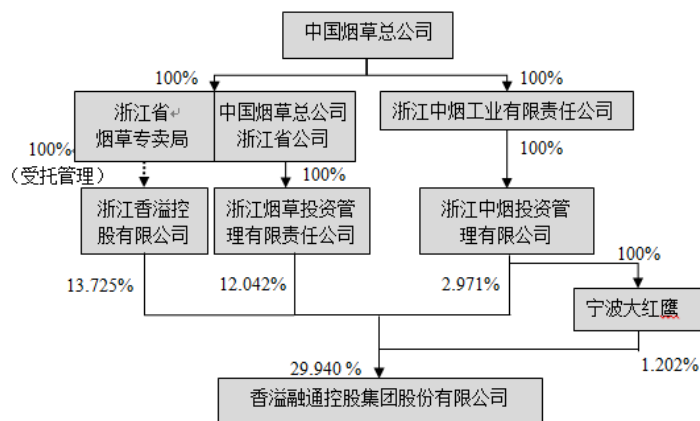 中国烟草总公司
100%
100%
浙江省
烟草专卖局
中国烟草总公司
浙江省公司
浙江中烟工业有限责任公司
100%
（受托管理）
100%
100%
浙江香溢控
股有限公司
浙江烟草投资管
理有限责任公司
浙江中烟投资管
理有限公司
100%
13.725%
12.042%
2.971%
宁波大红鹰
29.940 %
1.202%
香溢融通控股集团股份有限公司